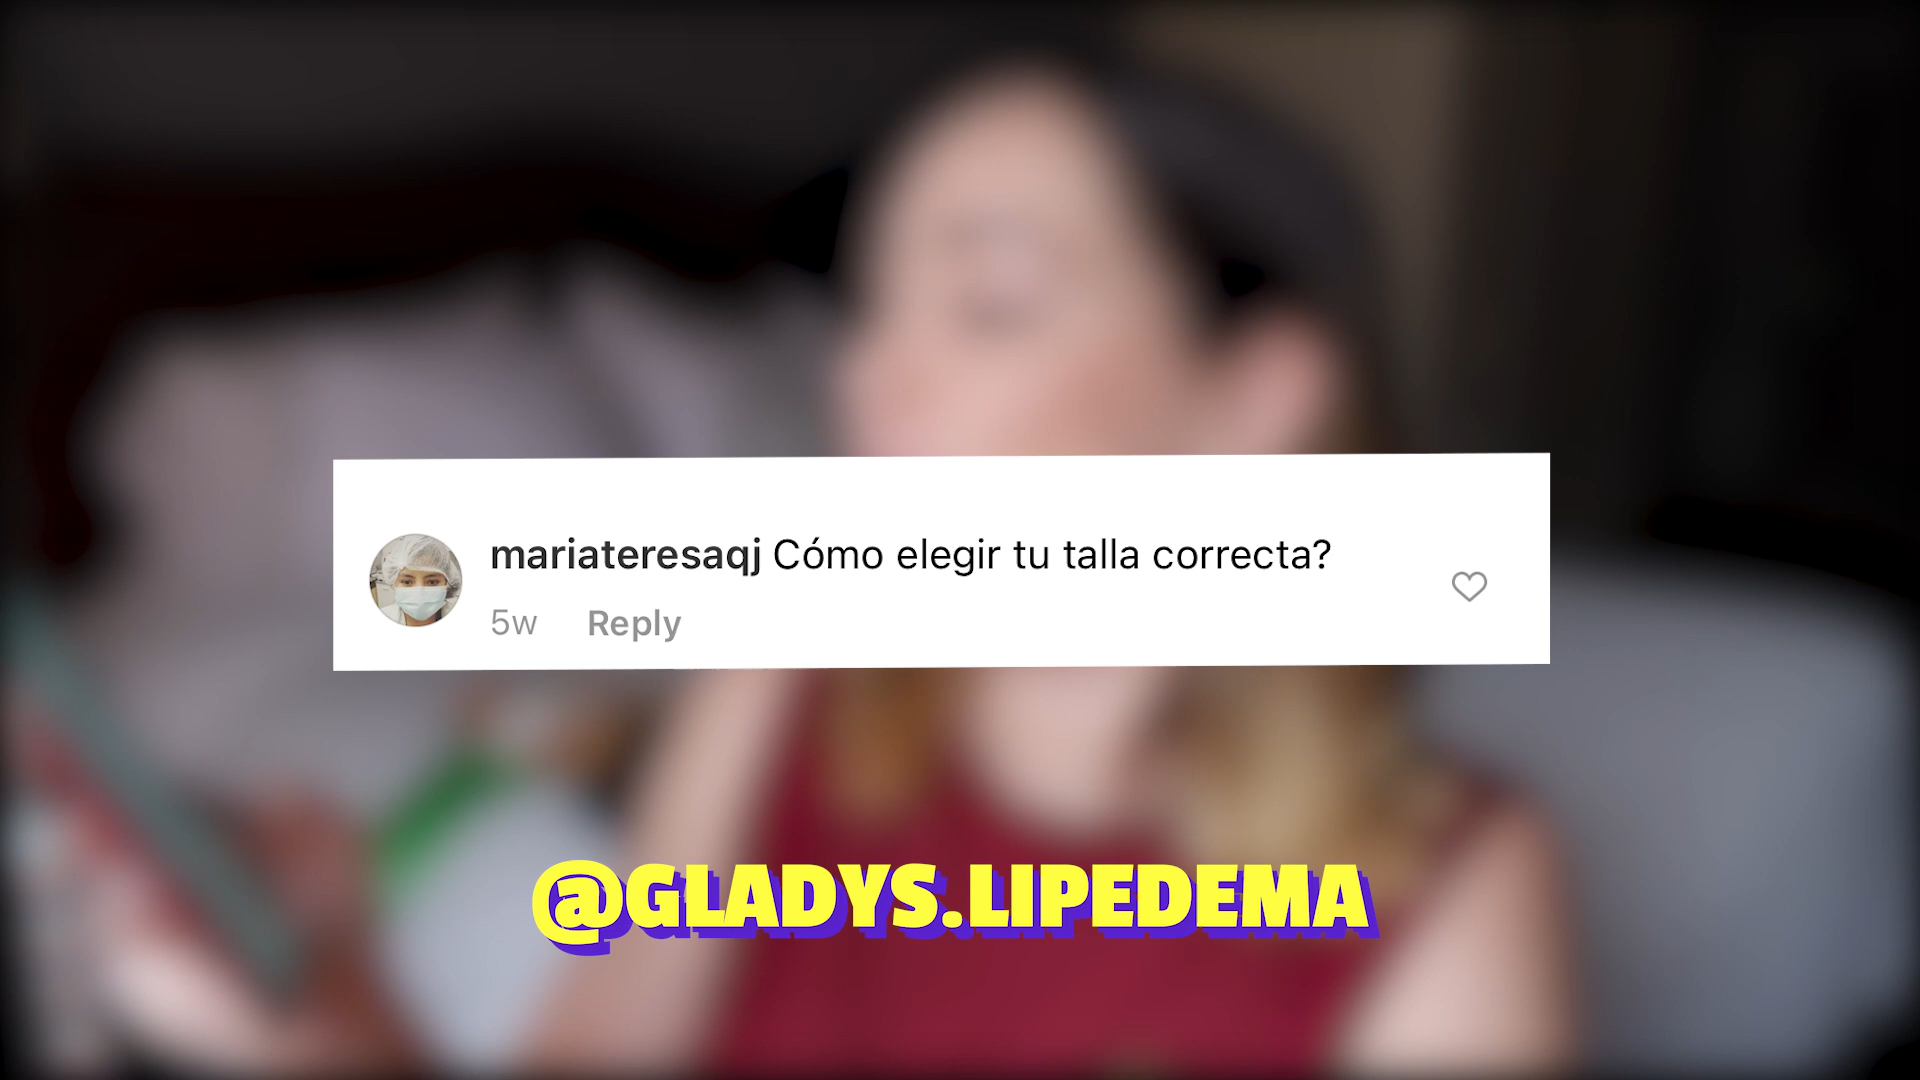 mariateresaqj Cómo elegir tu talla correcta?
5w Reply
@GLADYS.LIPEDEMA